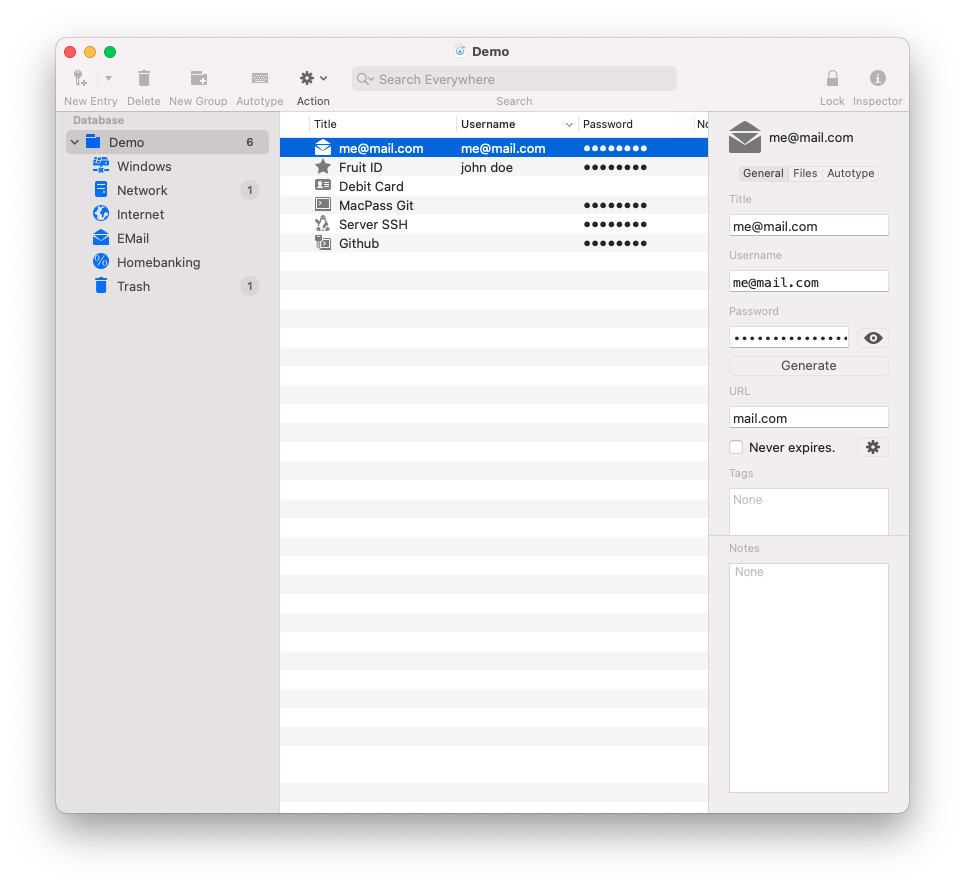 Demo
Search Everywhere
New Entry Delete New Group Autotype Action Search Lock Inspector
Database
Demo 6
Windows
Network 1
Internet
EMail
Homebanking
Trash 1
Title Username Password No
me@mail.com me@mail.com ●●●●●●●●
Fruit ID john doe ●●●●●●●●
Debit Card
MacPass Git ●●●●●●●●
Server SSH ●●●●●●●●
Github ●●●●●●●●
me@mail.com
General Files Autotype
Title
me@mail.com
Username
me@mail.com
Password
•••••••••••••••
Generate
URL
mail.com
Never expires.
Tags
None
Notes
None